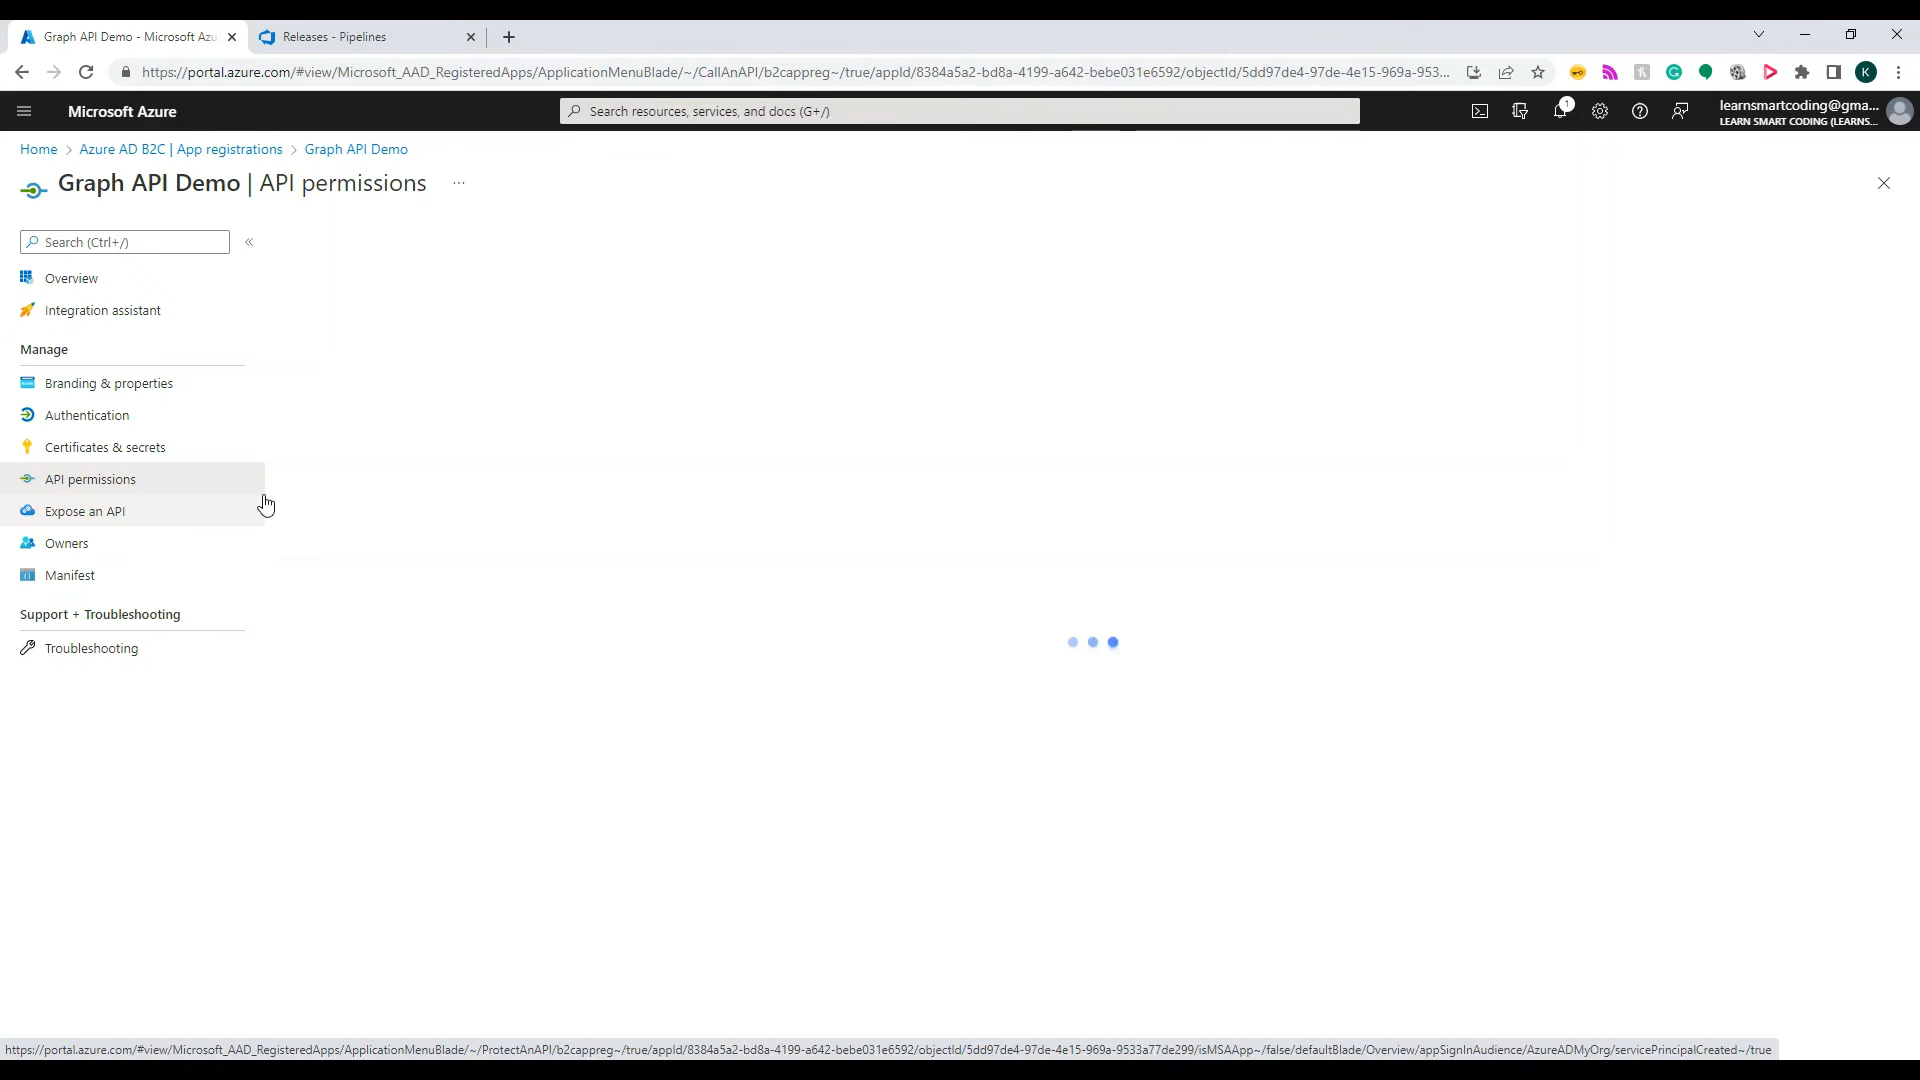 Graph API Demo - Microsoft Azu
Releases - Pipelines
https://portal.azure.com/#view/Microsoft_AAD_RegisteredApps/ApplicationMenuBlade/~/CallAnAPI/b2cappreg~/true/appId/8384a5a2-bd8a-4199-a642-bebe031e6592/objectId/5dd97de4-97de-4e15-969a-953...
K
Microsoft Azure
Search resources, services, and docs (G+/)
1
learnsmartcoding@gma...
LEARN SMART CODING (LEARNS...
Home > Azure AD B2C | App registrations > Graph API Demo
Graph API Demo | API permissions ...
Search (Ctrl+/)
Overview
Integration assistant
Manage
Branding & properties
Authentication
Certificates & secrets
API permissions
Expose an API
Owners
Manifest
Support + Troubleshooting
Troubleshooting
https://portal.azure.com/#view/Microsoft_AAD_RegisteredApps/ApplicationMenuBlade/~/ProtectAnAPI/b2cappreg~/true/appId/8384a5a2-bd8a-4199-a642-bebe031e6592/objectId/5dd97de4-97de-4e15-969a-9533a77de299/isMSAApp~/false/defaultBlade/Overview/appSignInAudience/AzureADMyOrg/servicePrincipalCreated~/true